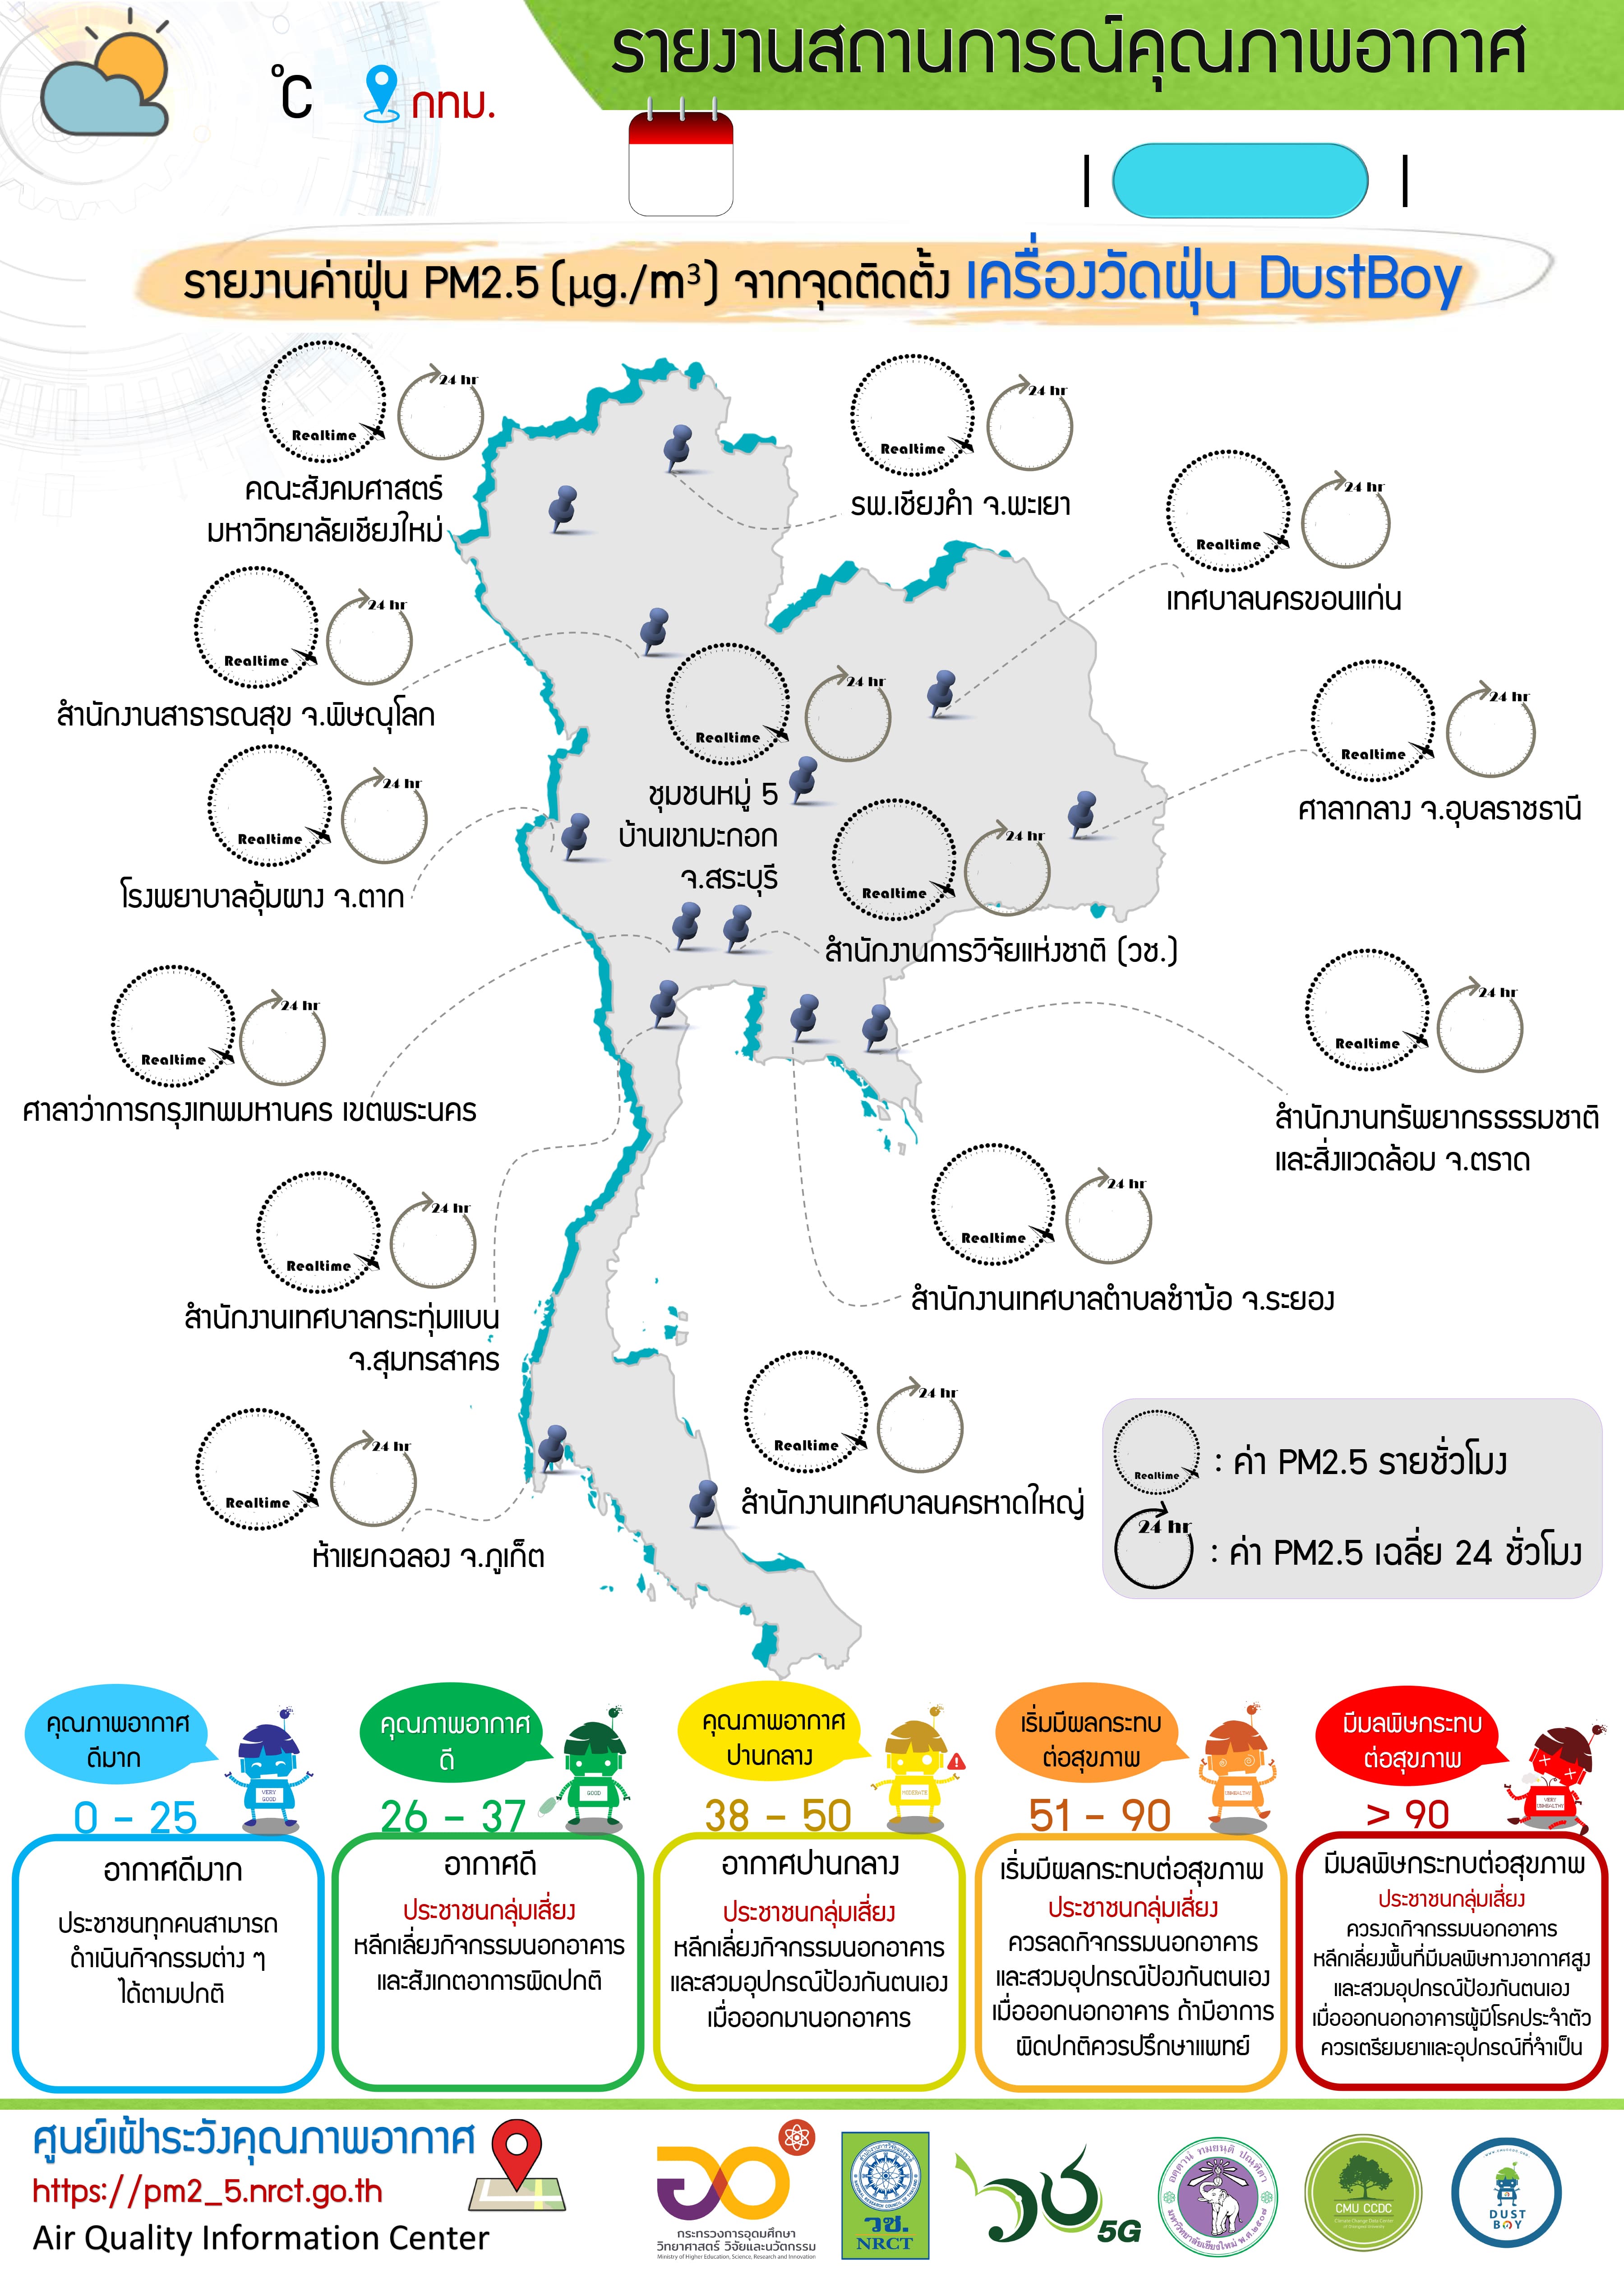 รายงานสถานการณ์คุณภาพอากาศ
°C
กทม.
รายงานค่าฝุ่น PM2.5 (µg./m³) จากจุดติดตั้ง เครื่องวัดฝุ่น DustBoy
Realtime
24 hr
คณะสังคมศาสตร์
มหาวิทยาลัยเชียงใหม่
Realtime
24 hr
รพ.เชียงคำ จ.พะเยา
Realtime
24 hr
เทศบาลนครขอนแก่น
Realtime
24 hr
สำนักงานสาธารณสุข จ.พิษณุโลก
Realtime
24 hr
ชุมชนหมู่ 5
บ้านเขามะกอก
จ.สระบุรี
Realtime
24 hr
ศาลากลาง จ.อุบลราชธานี
Realtime
24 hr
โรงพยาบาลอุ้มผาง จ.ตาก
Realtime
24 hr
สำนักงานการวิจัยแห่งชาติ (วช.)
Realtime
24 hr
ศาลาว่าการกรุงเทพมหานคร เขตพระนคร
Realtime
24 hr
สำนักงานทรัพยากรธรรมชาติ
และสิ่งแวดล้อม จ.ตราด
Realtime
24 hr
สำนักงานเทศบาลกระทุ่มแบน
จ.สุมทรสาคร
Realtime
24 hr
สำนักงานเทศบาลตำบลซำฆ้อ จ.ระยอง
Realtime
24 hr
ห้าแยกฉลอง จ.ภูเก็ต
Realtime
24 hr
สำนักงานเทศบาลนครหาดใหญ่
Realtime
: ค่า PM2.5 รายชั่วโมง
24 hr
: ค่า PM2.5 เฉลี่ย 24 ชั่วโมง
คุณภาพอากาศ
ดีมาก
VERY
GOOD
0 - 25
อากาศดีมาก
ประชาชนทุกคนสามารถ
ดำเนินกิจกรรมต่าง ๆ
ได้ตามปกติ
คุณภาพอากาศ
ดี
GOOD
26 - 37
อากาศดี
ประชาชนกลุ่มเสี่ยง
หลีกเลี่ยงกิจกรรมนอกอาคาร
และสังเกตอาการผิดปกติ
คุณภาพอากาศ
ปานกลาง
MODERATE
38 - 50
อากาศปานกลาง
ประชาชนกลุ่มเสี่ยง
หลีกเลี่ยงกิจกรรมนอกอาคาร
และสวมอุปกรณ์ป้องกันตนเอง
เมื่อออกมานอกอาคาร
เริ่มมีผลกระทบ
ต่อสุขภาพ
UNHEALTHY
51 - 90
เริ่มมีผลกระทบต่อสุขภาพ
ประชาชนกลุ่มเสี่ยง
ควรลดกิจกรรมนอกอาคาร
และสวมอุปกรณ์ป้องกันตนเอง
เมื่อออกนอกอาคาร ถ้ามีอาการ
ผิดปกติควรปรึกษาแพทย์
มีมลพิษกระทบ
ต่อสุขภาพ
VERY
UNHEALTHY
> 90
มีมลพิษกระทบต่อสุขภาพ
ประชาชนกลุ่มเสี่ยง
ควรงดกิจกรรมนอกอาคาร
หลีกเลี่ยงพื้นที่มีมลพิษทางอากาศสูง
และสวมอุปกรณ์ป้องกันตนเอง
เมื่อออกนอกอาคารผู้มีโรคประจำตัว
ควรเตรียมยาและอุปกรณ์ที่จำเป็น
ศูนย์เฝ้าระวังคุณภาพอากาศ
https://pm2_5.nrct.go.th
Air Quality Information Center
กระทรวงการอุดมศึกษา
วิทยาศาสตร์ วิจัยและนวัตกรรม
Ministry of Higher Education, Science, Research and Innovation
วช.
NRCT
วช 5G
อตฺตานํ ทมยนฺติ ปณฺฑิตา
มหาวิทยาลัยเชียงใหม่ พ.ศ.๒๕๐๗
CMU CCDC
Climate Change Data Center
DUST
BOY